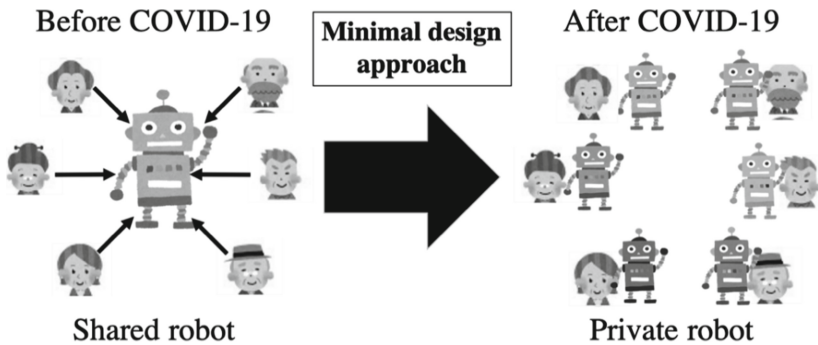 Before COVID-19
Minimal design
approach
After COVID-19
Shared robot
Private robot